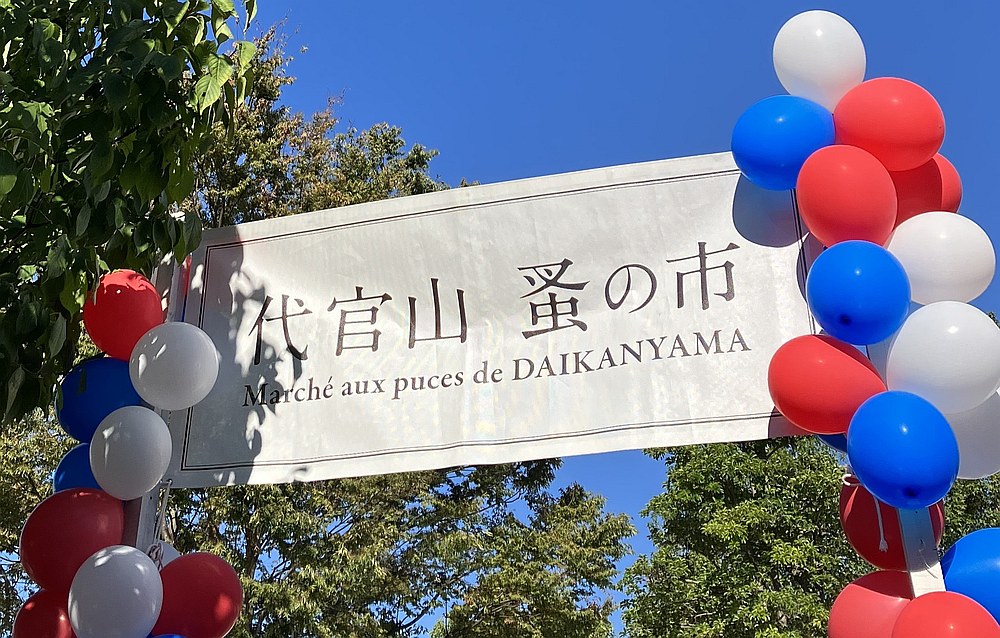 代官山 蚤の市
Marché aux puces de DAIKANYAMA